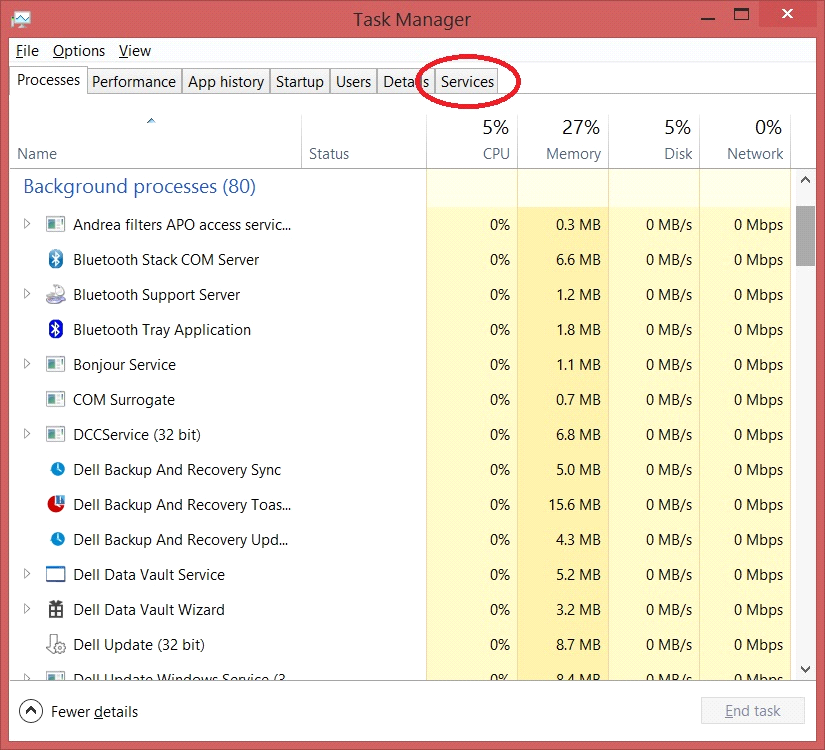 Task Manager
File Options View
Processes Performance App history Startup Users Details Services
5% 27% 5% 0%
Name Status CPU Memory Disk Network
Background processes (80)
Andrea filters APO access servic... 0% 0.3 MB 0 MB/s 0 Mbps
Bluetooth Stack COM Server 0% 6.6 MB 0 MB/s 0 Mbps
Bluetooth Support Server 0% 1.2 MB 0 MB/s 0 Mbps
Bluetooth Tray Application 0% 1.8 MB 0 MB/s 0 Mbps
Bonjour Service 0% 1.1 MB 0 MB/s 0 Mbps
COM Surrogate 0% 0.7 MB 0 MB/s 0 Mbps
DCCService (32 bit) 0% 6.8 MB 0 MB/s 0 Mbps
Dell Backup And Recovery Sync 0% 5.0 MB 0 MB/s 0 Mbps
Dell Backup And Recovery Toas... 0% 15.6 MB 0 MB/s 0 Mbps
Dell Backup And Recovery Upd... 0% 4.3 MB 0 MB/s 0 Mbps
Dell Data Vault Service 0% 5.2 MB 0 MB/s 0 Mbps
Dell Data Vault Wizard 0% 3.2 MB 0 MB/s 0 Mbps
Dell Update (32 bit) 0% 8.7 MB 0 MB/s 0 Mbps
Dell Update Windows Service (3... 0% 8.4 MB 0 MB/s 0 Mbps
Fewer details End task